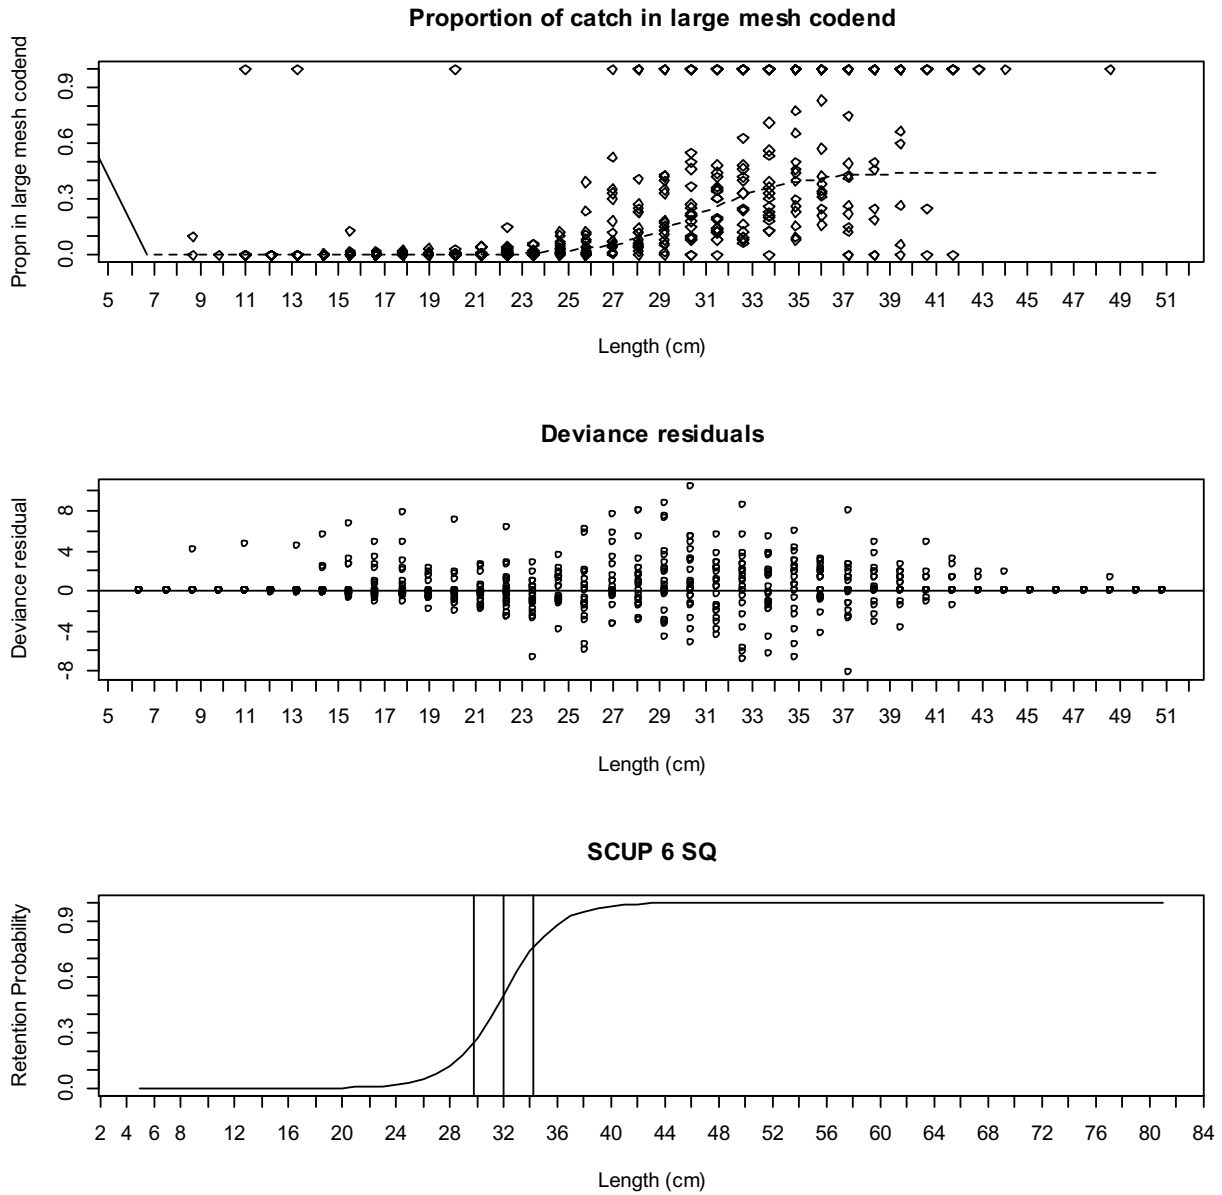 Proportion of catch in large mesh codend
Propn in large mesh codend
0.9
0.6
0.3
0.0
5 7 9 11 13 15 17 19 21 23 25 27 29 31 33 35 37 39 41 43 45 47 49 51
Length (cm)
Deviance residuals
Deviance residual
8
4
0
-4
-8
5 7 9 11 13 15 17 19 21 23 25 27 29 31 33 35 37 39 41 43 45 47 49 51
Length (cm)
SCUP 6 SQ
Retention Probability
0.9
0.6
0.3
0.0
2 4 6 8 12 16 20 24 28 32 36 40 44 48 52 56 60 64 68 72 76 80 84
Length (cm)